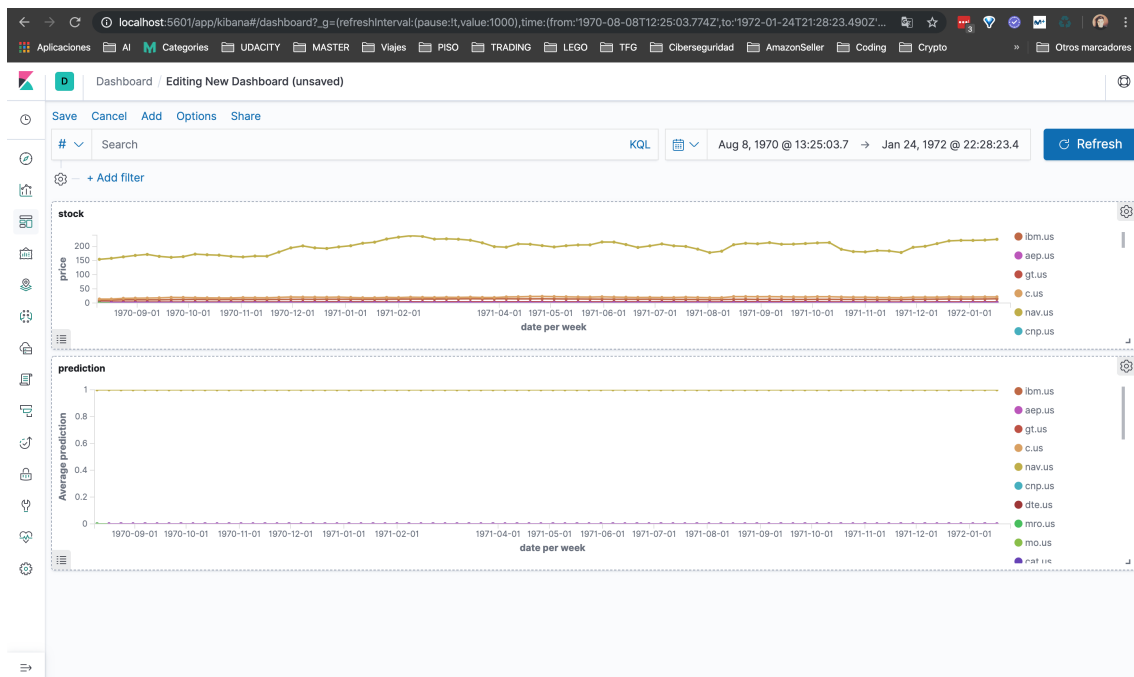 localhost:5601/app/kibana#/dashboard?_g=(refreshInterval:(pause:!t,value:1000),time:(from:'1970-08-08T12:25:03.774Z',to:'1972-01-24T21:28:23.490Z'...
3
Aplicaciones AI M Categories UDACITY MASTER Viajes PISO TRADING LEGO TFG Ciberseguridad AmazonSeller Coding Crypto » Otros marcadores
D Dashboard / Editing New Dashboard (unsaved)
Save Cancel Add Options Share
# Search KQL Aug 8, 1970 @ 13:25:03.7 → Jan 24, 1972 @ 22:28:23.4 Refresh
+ Add filter
stock
price
200
150
100
50
0
1970-09-01 1970-10-01 1970-11-01 1970-12-01 1971-01-01 1971-02-01 1971-04-01 1971-05-01 1971-06-01 1971-07-01 1971-08-01 1971-09-01 1971-10-01 1971-11-01 1971-12-01 1972-01-01
date per week
ibm.us
aep.us
gt.us
c.us
nav.us
cnp.us
prediction
Average prediction
1
0.8
0.6
0.4
0.2
0
1970-09-01 1970-10-01 1970-11-01 1970-12-01 1971-01-01 1971-02-01 1971-04-01 1971-05-01 1971-06-01 1971-07-01 1971-08-01 1971-09-01 1971-10-01 1971-11-01 1971-12-01 1972-01-01
date per week
ibm.us
aep.us
gt.us
c.us
nav.us
cnp.us
dte.us
mro.us
mo.us
cat.us